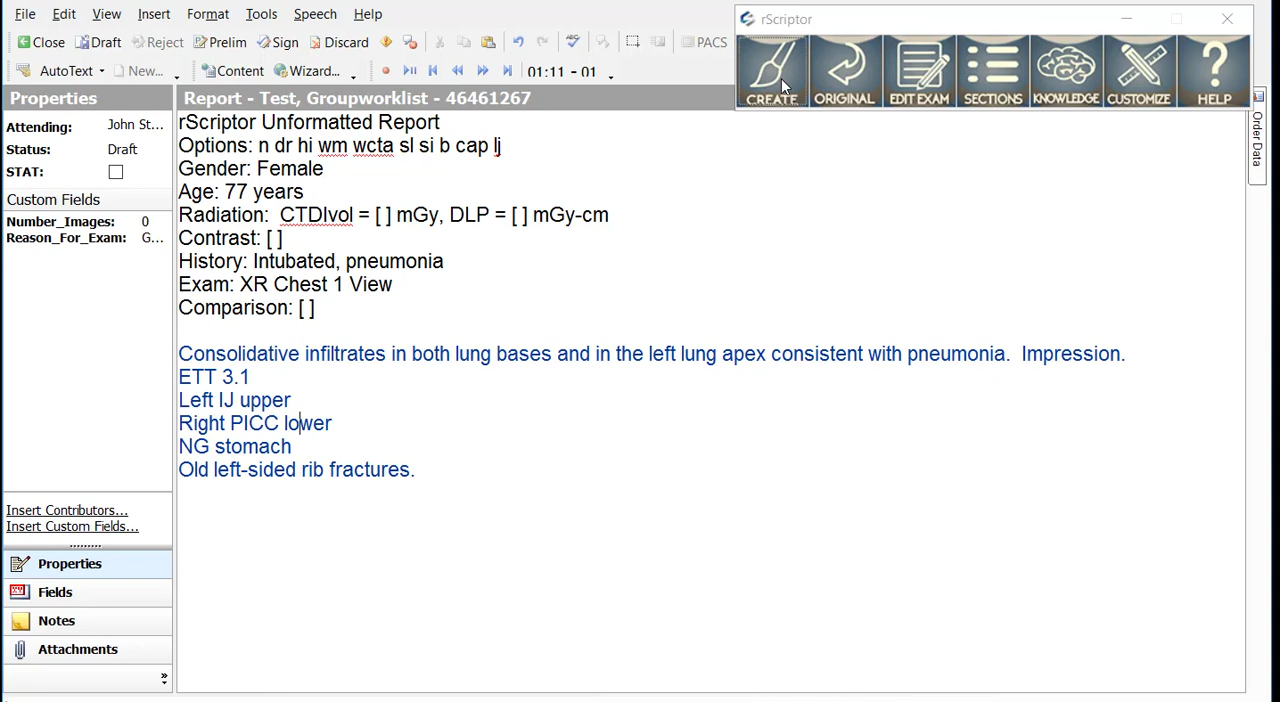 File Edit View Insert Format Tools Speech Help
rScriptor
Close Draft Reject Prelim Sign Discard ABC PACS
AutoText New... Content Wizard... 01:11 - 01
CREATE ORIGINAL EDIT EXAM SECTIONS KNOWLEDGE CUSTOMIZE HELP
Properties
Report - Test, Groupworklist - 46461267
Order Data
Attending: John St...
Status: Draft
STAT:
Custom Fields
Number_Images: 0
Reason_For_Exam: G...
rScriptor Unformatted Report
Options: n dr hi wm wcta sl si b cap lj
Gender: Female
Age: 77 years
Radiation:  CTDIvol = [ ] mGy, DLP = [ ] mGy-cm
Contrast: [ ]
History: Intubated, pneumonia
Exam: XR Chest 1 View
Comparison: [ ]
Consolidative infiltrates in both lung bases and in the left lung apex consistent with pneumonia.  Impression.
ETT 3.1
Left IJ upper
Right PICC lower
NG stomach
Old left-sided rib fractures.
Insert Contributors...
Insert Custom Fields...
Properties
Fields
Notes
Attachments